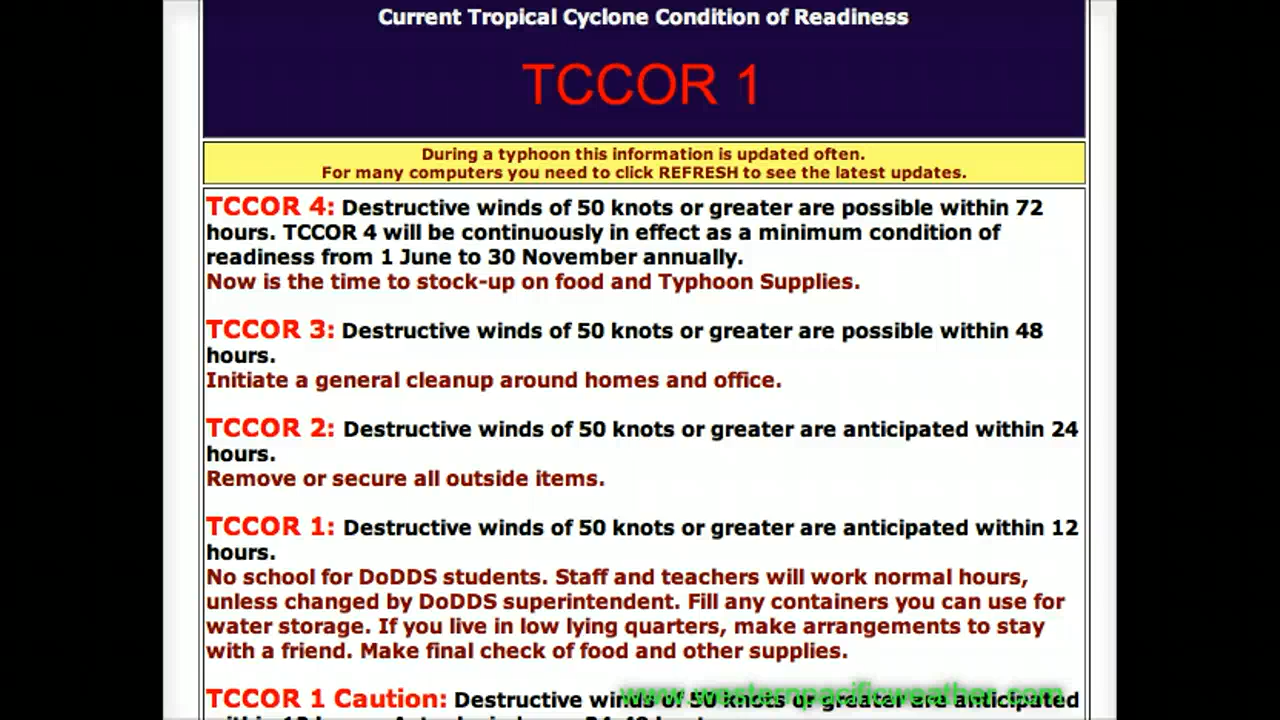 Current Tropical Cyclone Condition of Readiness
TCCOR 1
During a typhoon this information is updated often.
For many computers you need to click REFRESH to see the latest updates.
TCCOR 4: Destructive winds of 50 knots or greater are possible within 72
hours. TCCOR 4 will be continuously in effect as a minimum condition of
readiness from 1 June to 30 November annually.
Now is the time to stock-up on food and Typhoon Supplies.
TCCOR 3: Destructive winds of 50 knots or greater are possible within 48
hours.
Initiate a general cleanup around homes and office.
TCCOR 2: Destructive winds of 50 knots or greater are anticipated within 24
hours.
Remove or secure all outside items.
TCCOR 1: Destructive winds of 50 knots or greater are anticipated within 12
hours.
No school for DoDDS students. Staff and teachers will work normal hours,
unless changed by DoDDS superintendent. Fill any containers you can use for
water storage. If you live in low lying quarters, make arrangements to stay
with a friend. Make final check of food and other supplies.
TCCOR 1 Caution: Destructive winds of 50 knots or greater are anticipated
www.westernpacificweather.com